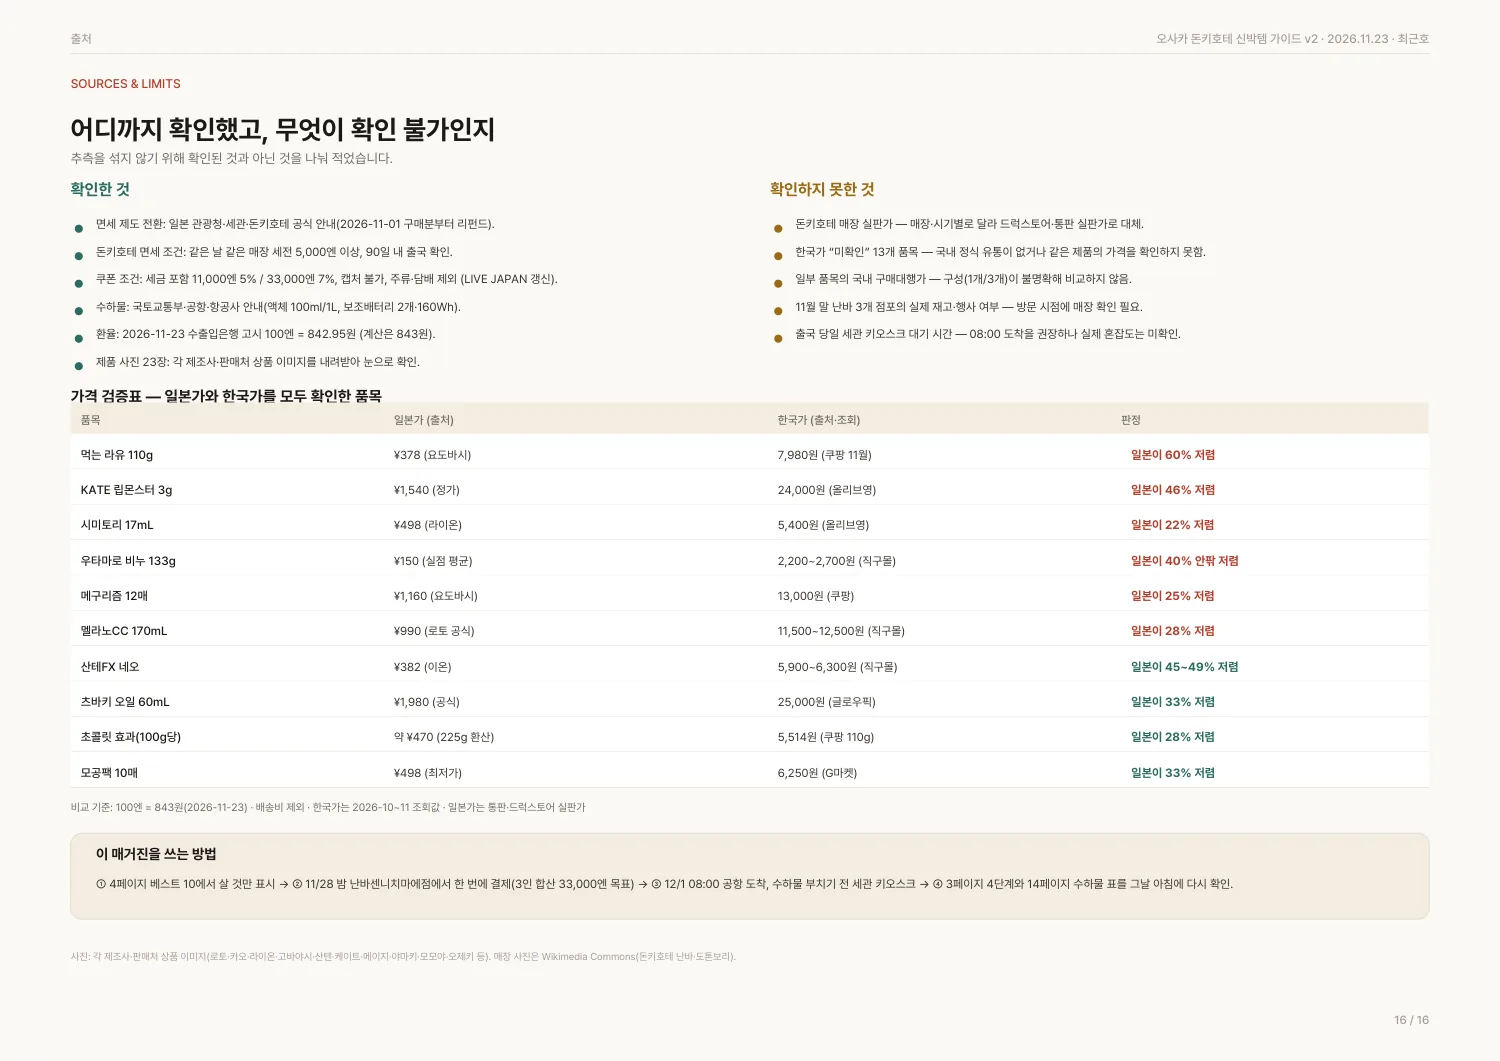 출처
오사카 돈키호테 신박템 가이드 v2 · 2026.11.23 · 최근호
SOURCES & LIMITS
어디까지 확인했고, 무엇이 확인 불가인지
추측을 섞지 않기 위해 확인된 것과 아닌 것을 나눠 적었습니다.
확인한 것
면세 제도 전환: 일본 관광청·세관·돈키호테 공식 안내(2026-11-01 구매분부터 리펀드).
돈키호테 면세 조건: 같은 날 같은 매장 세전 5,000엔 이상, 90일 내 출국 확인.
쿠폰 조건: 세금 포함 11,000엔 5% / 33,000엔 7%, 캡처 불가, 주류·담배 제외 (LIVE JAPAN 갱신).
수하물: 국토교통부·공항·항공사 안내(액체 100ml/1L, 보조배터리 2개·160Wh).
환율: 2026-11-23 수출입은행 고시 100엔 = 842.95원 (계산은 843원).
제품 사진 23장: 각 제조사·판매처 상품 이미지를 내려받아 눈으로 확인.
확인하지 못한 것
돈키호테 매장 실판가 — 매장·시기별로 달라 드럭스토어·통판 실판가로 대체.
한국가 “미확인” 13개 품목 — 국내 정식 유통이 없거나 같은 제품의 가격을 확인하지 못함.
일부 품목의 국내 구매대행가 — 구성(1개/3개)이 불명확해 비교하지 않음.
11월 말 난바 3개 점포의 실제 재고·행사 여부 — 방문 시점에 매장 확인 필요.
출국 당일 세관 키오스크 대기 시간 — 08:00 도착을 권장하나 실제 혼잡도는 미확인.
가격 검증표 — 일본가와 한국가를 모두 확인한 품목
품목 일본가 (출처) 한국가 (출처·조회) 판정
먹는 라유 110g ¥378 (요도바시) 7,980원 (쿠팡 11월) 일본이 60% 저렴
KATE 립몬스터 3g ¥1,540 (정가) 24,000원 (올리브영) 일본이 46% 저렴
시미토리 17mL ¥498 (라이온) 5,400원 (올리브영) 일본이 22% 저렴
우타마로 비누 133g ¥150 (실점 평균) 2,200~2,700원 (직구몰) 일본이 40% 안팎 저렴
메구리즘 12매 ¥1,160 (요도바시) 13,000원 (쿠팡) 일본이 25% 저렴
멜라노CC 170mL ¥990 (로토 공식) 11,500~12,500원 (직구몰) 일본이 28% 저렴
산테FX 네오 ¥382 (이온) 5,900~6,300원 (직구몰) 일본이 45~49% 저렴
츠바키 오일 60mL ¥1,980 (공식) 25,000원 (글로우픽) 일본이 33% 저렴
초콜릿 효과(100g당) 약 ¥470 (225g 환산) 5,514원 (쿠팡 110g) 일본이 28% 저렴
모공팩 10매 ¥498 (최저가) 6,250원 (G마켓) 일본이 33% 저렴
비교 기준: 100엔 = 843원(2026-11-23) · 배송비 제외 · 한국가는 2026-10~11 조회값 · 일본가는 통판·드럭스토어 실판가
이 매거진을 쓰는 방법
① 4페이지 베스트 10에서 살 것만 표시 → ② 11/28 밤 난바센니치마에점에서 한 번에 결제(3인 합산 33,000엔 목표) → ③ 12/1 08:00 공항 도착, 수하물 부치기 전 세관 키오스크 → ④ 3페이지 4단계와 14페이지 수하물 표를 그날 아침에 다시 확인.
사진: 각 제조사·판매처 상품 이미지(로토·카오·라이온·고바야시·산텐·케이트·메이지·야마키·모모야·오제키 등). 매장 사진은 Wikimedia Commons(돈키호테 난바·도톤보리).
16 / 16